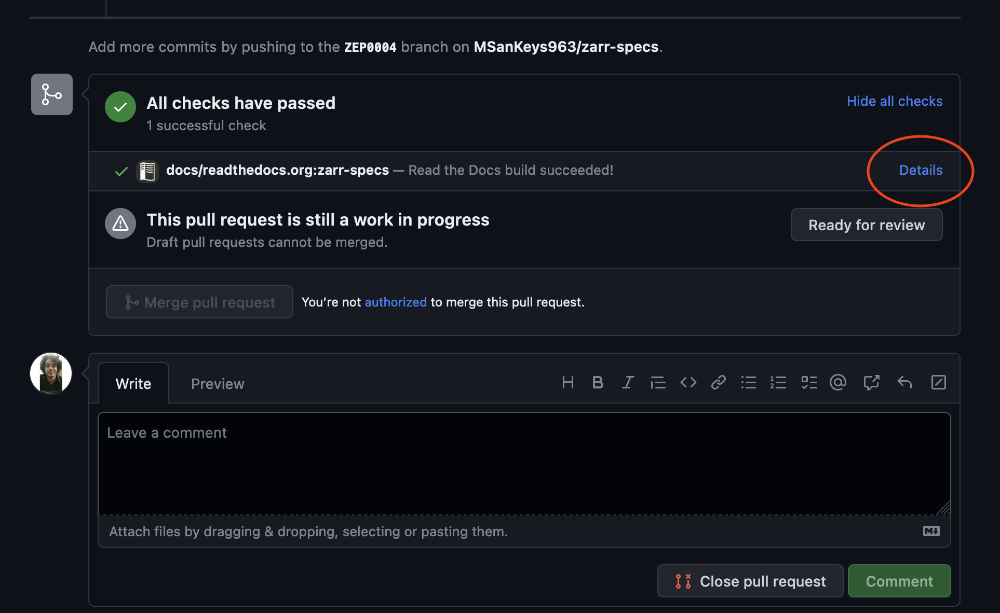 Add more commits by pushing to the ZEP0004 branch on MSanKeys963/zarr-specs.
All checks have passed
Hide all checks
1 successful check
docs/readthedocs.org:zarr-specs — Read the Docs build succeeded!
Details
This pull request is still a work in progress
Ready for review
Draft pull requests cannot be merged.
Merge pull request
You’re not authorized to merge this pull request.
Write
Preview
Leave a comment
Attach files by dragging & dropping, selecting or pasting them.
Close pull request
Comment